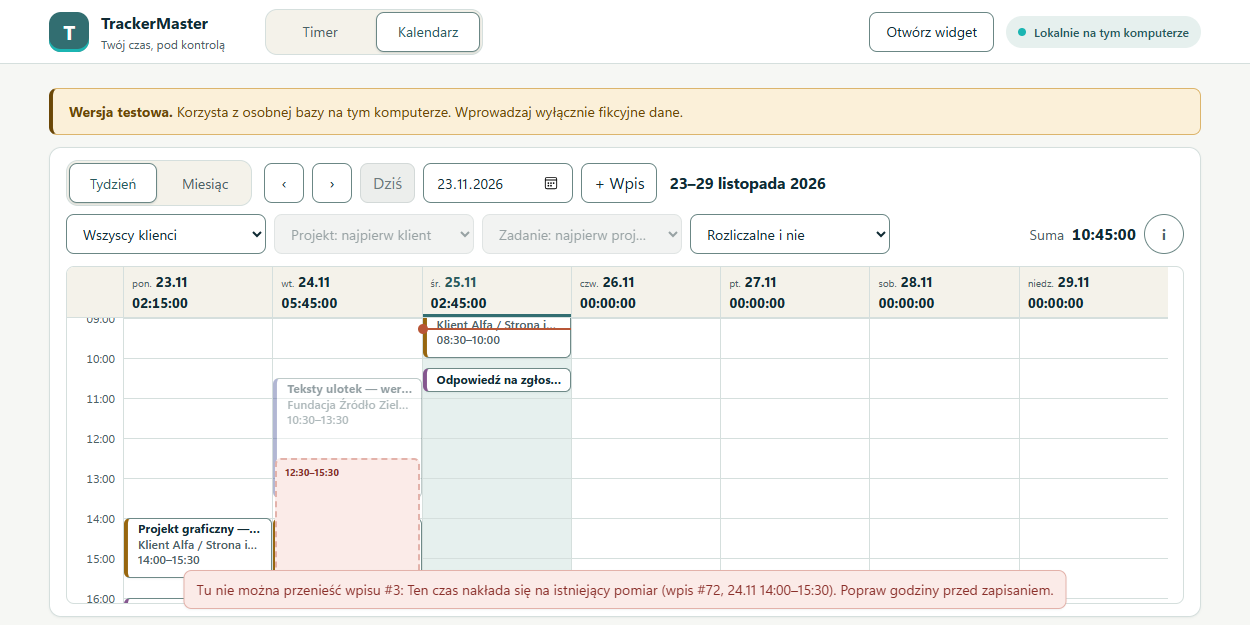 T
TrackerMaster
Twój czas, pod kontrolą
Timer
Kalendarz
Otwórz widget
Lokalnie na tym komputerze
Wersja testowa. Korzysta z osobnej bazy na tym komputerze. Wprowadzaj wyłącznie fikcyjne dane.
Tydzień
Miesiąc
‹
›
Dziś
23.11.2026
+ Wpis
23–29 listopada 2026
Wszyscy klienci
Projekt: najpierw klient
Zadanie: najpierw proj...
Rozliczalne i nie
Suma 10:45:00
i
pon. 23.11
02:15:00
wt. 24.11
05:45:00
śr. 25.11
02:45:00
czw. 26.11
00:00:00
pt. 27.11
00:00:00
sob. 28.11
00:00:00
niedz. 29.11
00:00:00
09:00
Klient Alfa / Strona i...
08:30–10:00
10:00
Odpowiedź na zgłos...
Teksty ulotek — wer...
Fundacja Źródło Ziel...
10:30–13:30
11:00
12:00
12:30–15:30
13:00
14:00
Projekt graficzny —...
Klient Alfa / Strona i...
14:00–15:30
15:00
Tu nie można przenieść wpisu #3: Ten czas nakłada się na istniejący pomiar (wpis #72, 24.11 14:00–15:30). Popraw godziny przed zapisaniem.
16:00